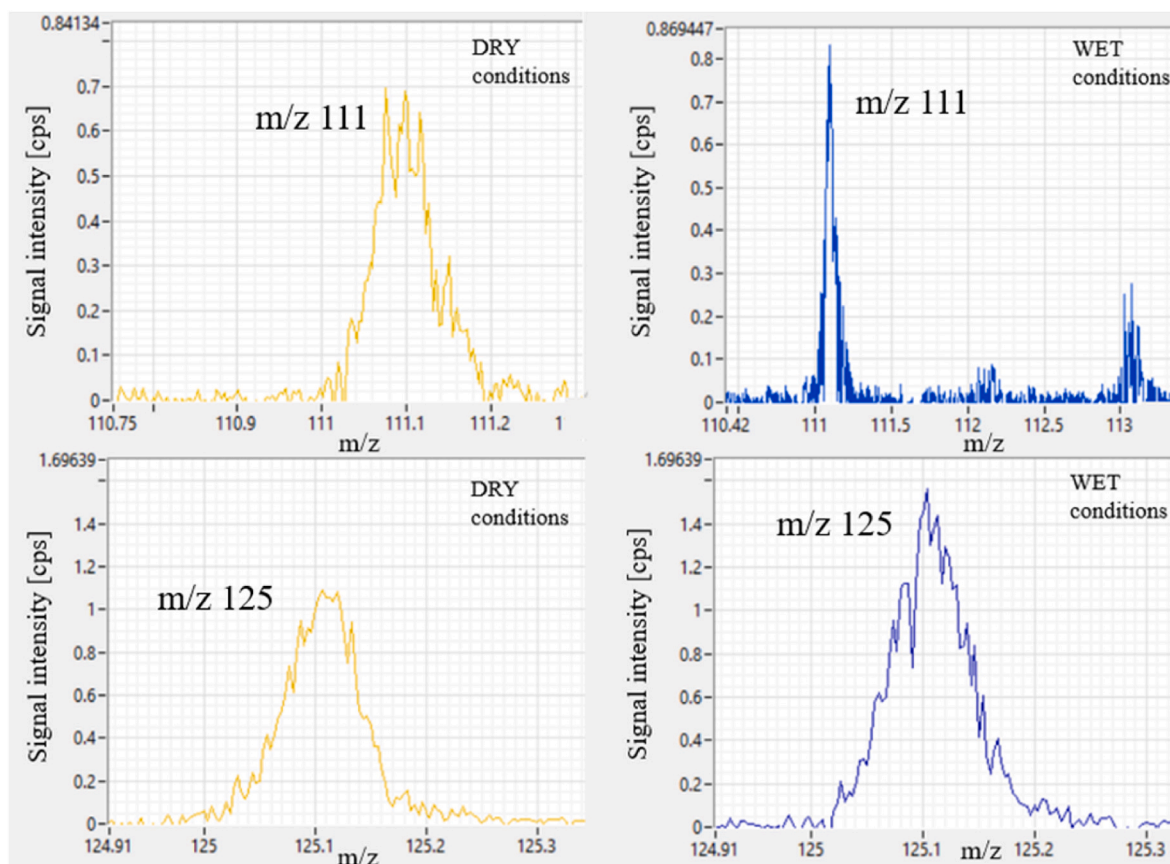 0.84134
0.7
0.6
0.5
0.4
0.3
0.2
0.1
0
Signal intensity [cps]
DRY
conditions
m/z 111
110.75
110.9
111
111.1
111.2
1
m/z
0.869447
0.8
0.7
0.6
0.5
0.4
0.3
0.2
0.1
0
Signal intensity [cps]
WET
conditions
m/z 111
110.42
111
111.5
112
112.5
113
m/z
1.69639
1.4
1.2
1
0.8
0.6
0.4
0.2
0
Signal intensity [cps]
DRY
conditions
m/z 125
124.91
125
125.1
125.2
125.3
m/z
1.69639
1.4
1.2
1
0.8
0.6
0.4
0.2
0
Signal intensity [cps]
WET
conditions
m/z 125
124.91
125
125.1
125.2
125.3
m/z